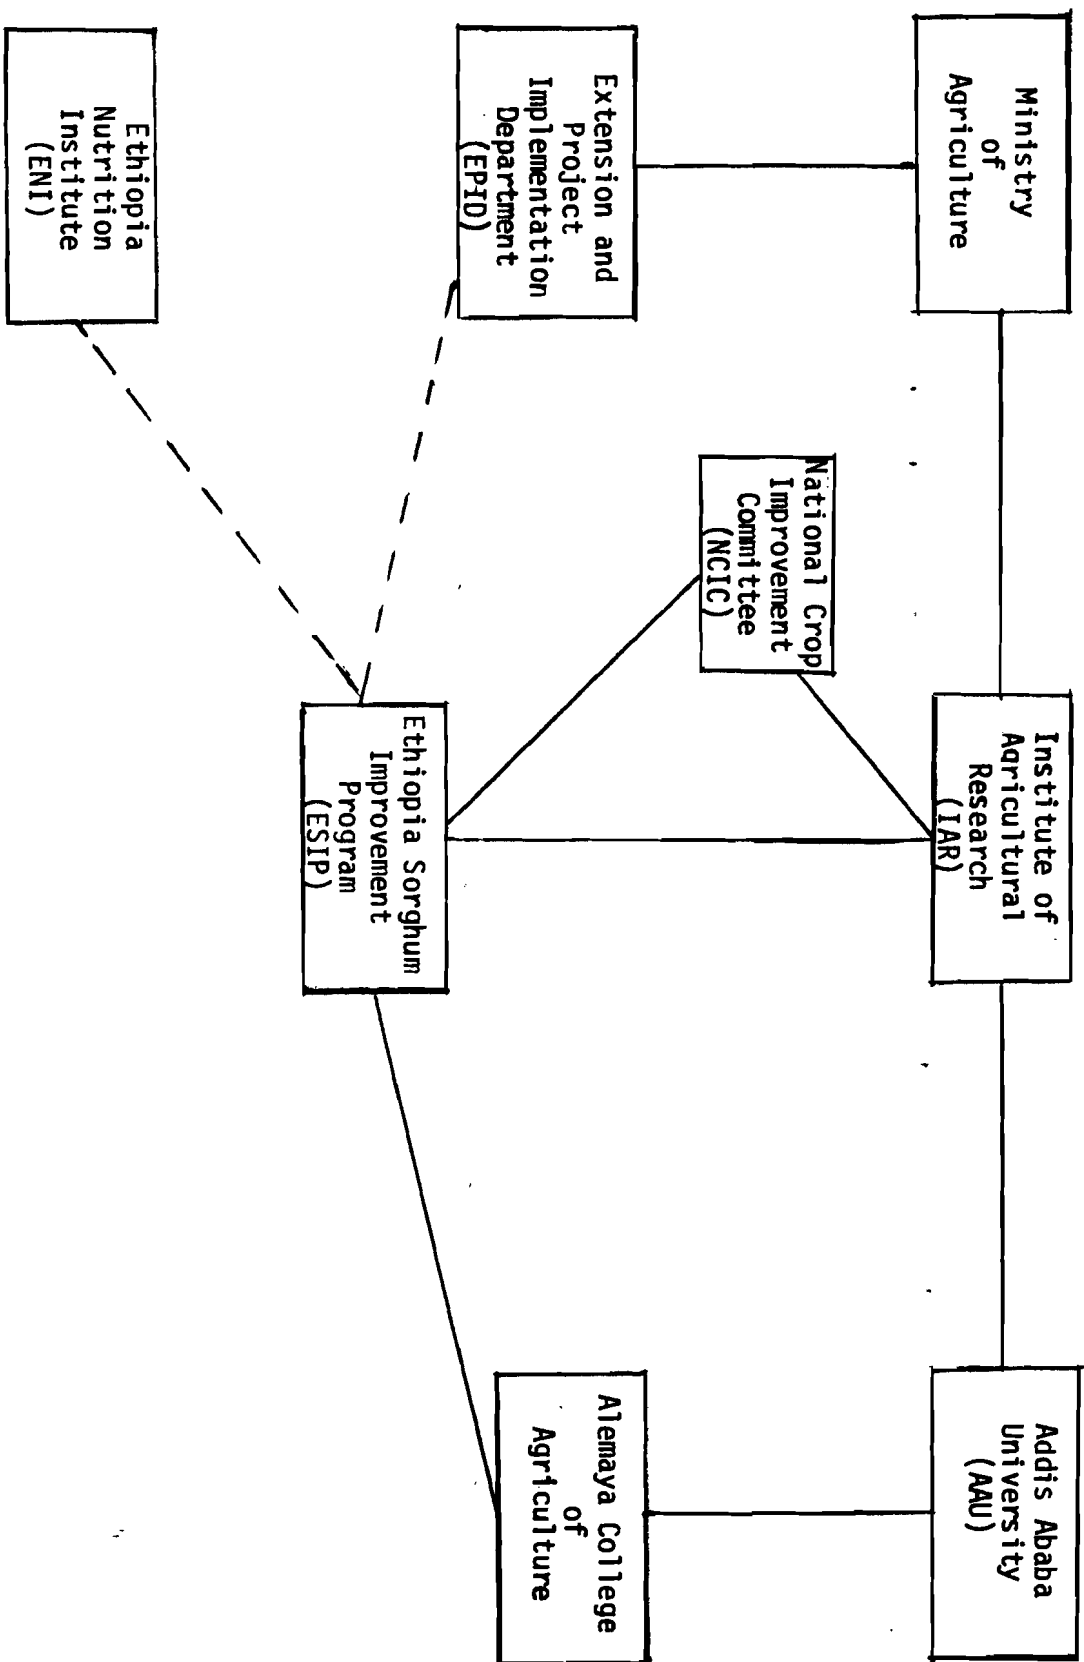 Ministry
of
Agriculture
Institute of
Agricultural
Research
(IAR)
Addis Ababa
University
(AAU)
National Crop
Improvement
Committee
(NCIC)
Extension and
Project
Implementation
Department
(EPID)
Alemaya College
of
Agriculture
Ethiopia Sorghum
Improvement
Program
(ESIP)
Ethiopia
Nutrition
Institute
(ENI)